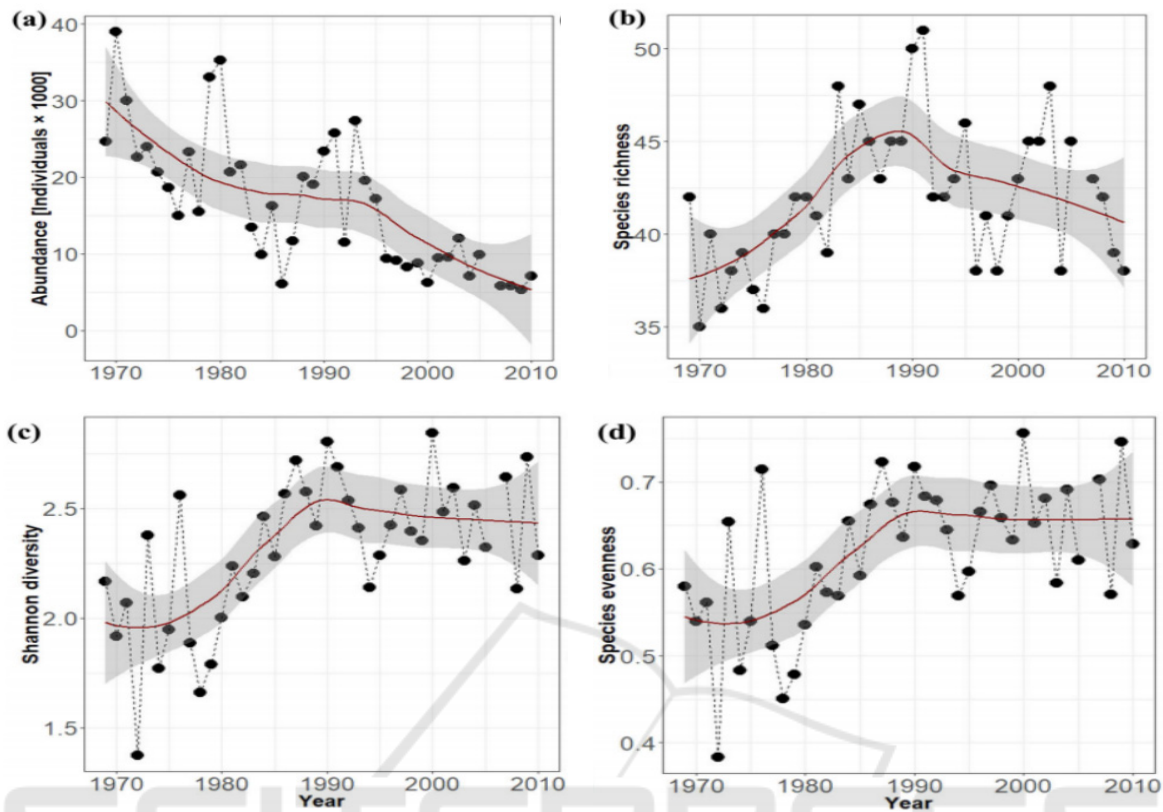 (a)
Abundance [Individuals × 1000]
40
30
20
10
0
1970 1980 1990 2000 2010
(b)
Species richness
50
45
40
35
1970 1980 1990 2000 2010
(c)
Shannon diversity
2.5
2.0
1.5
1970 1980 1990 2000 2010
Year
(d)
Species evenness
0.7
0.6
0.5
0.4
1970 1980 1990 2000 2010
Year